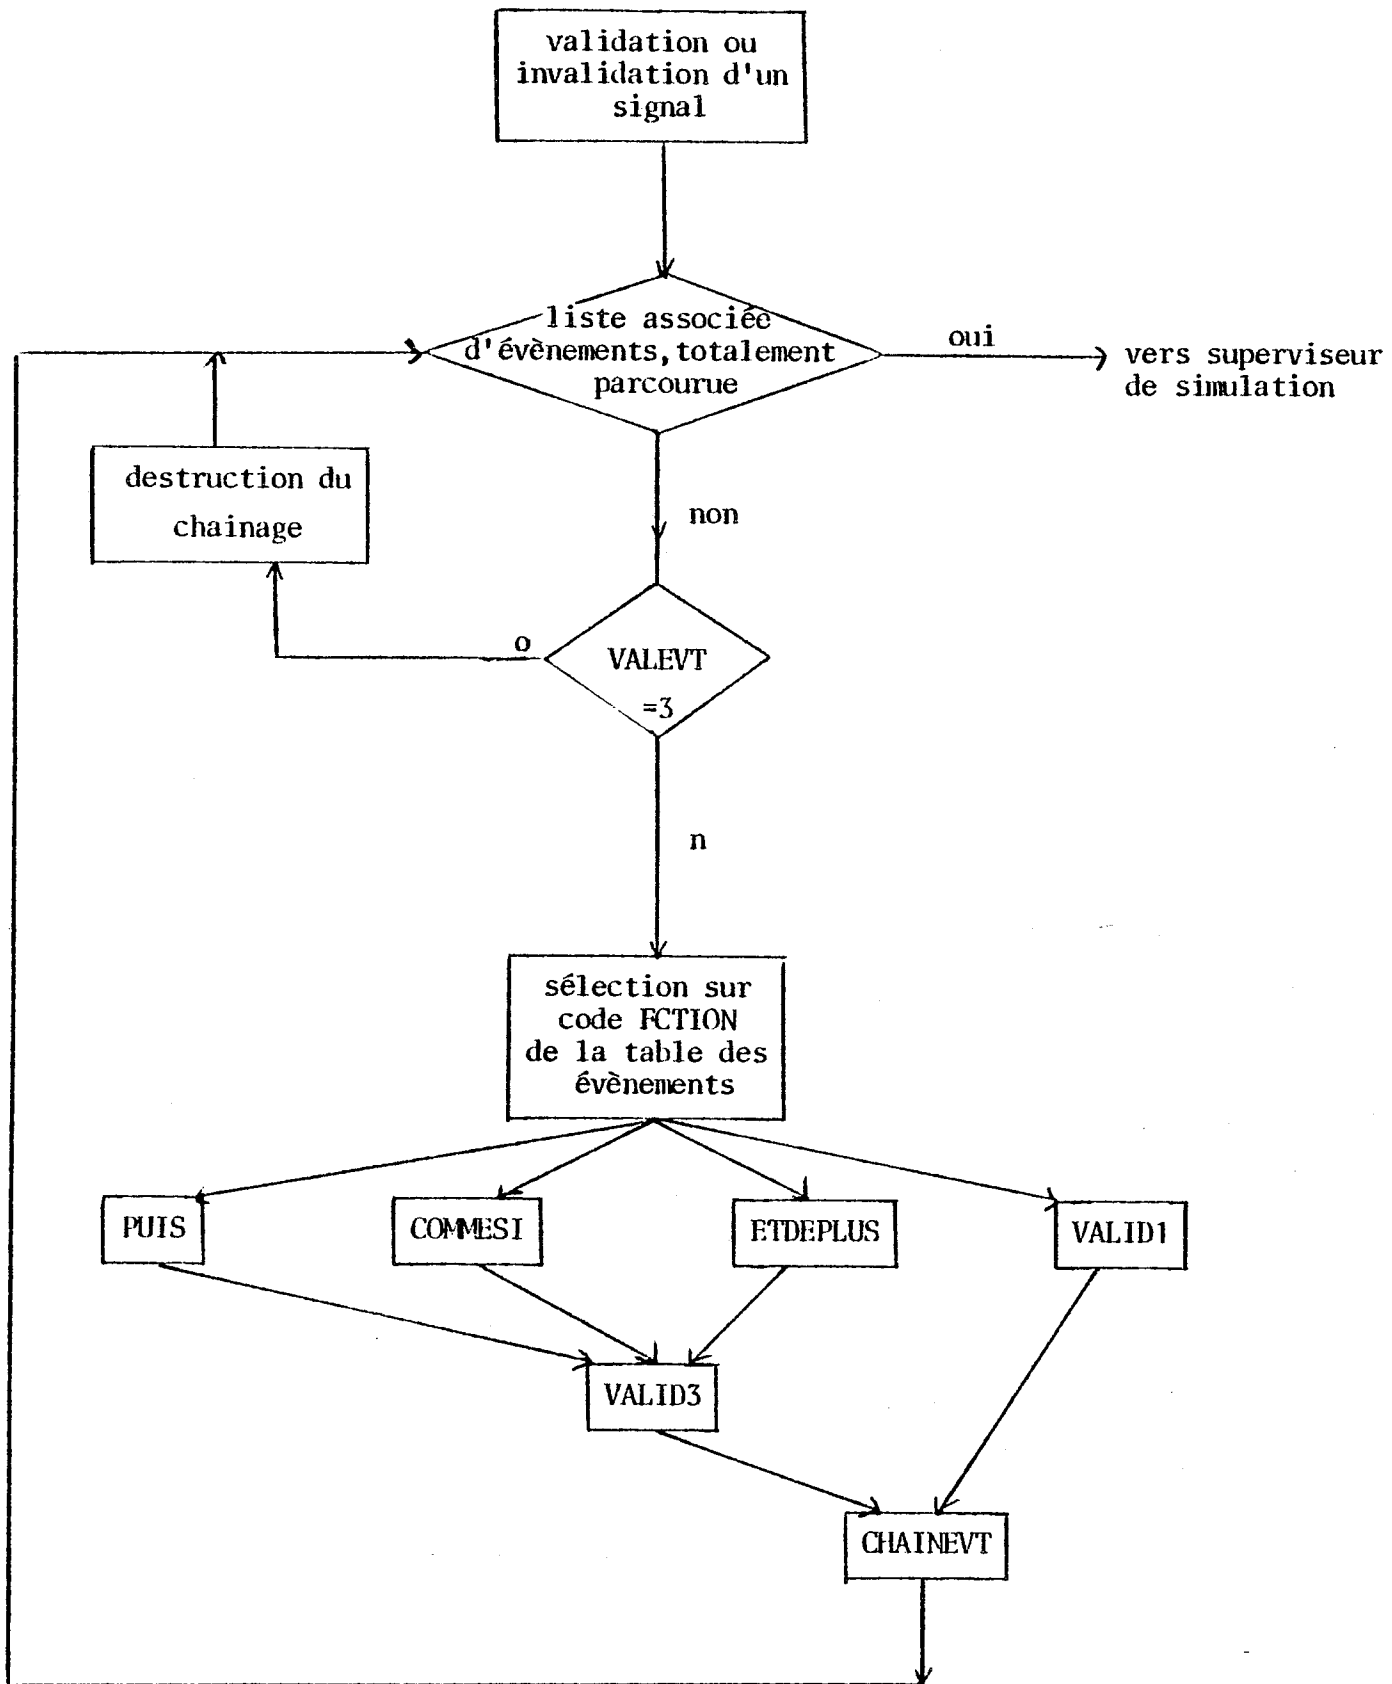 validation ou
invalidation d'un
signal
liste associée
d'évènements, totalement
parcourue
oui
vers superviseur
de simulation
destruction du
chainage
non
o
VALEVT
=3
n
sélection sur
code FCTION
de la table des
évènements
PUIS
COMMESI
ETDEPLUS
VALID1
VALID3
CHAINEVT